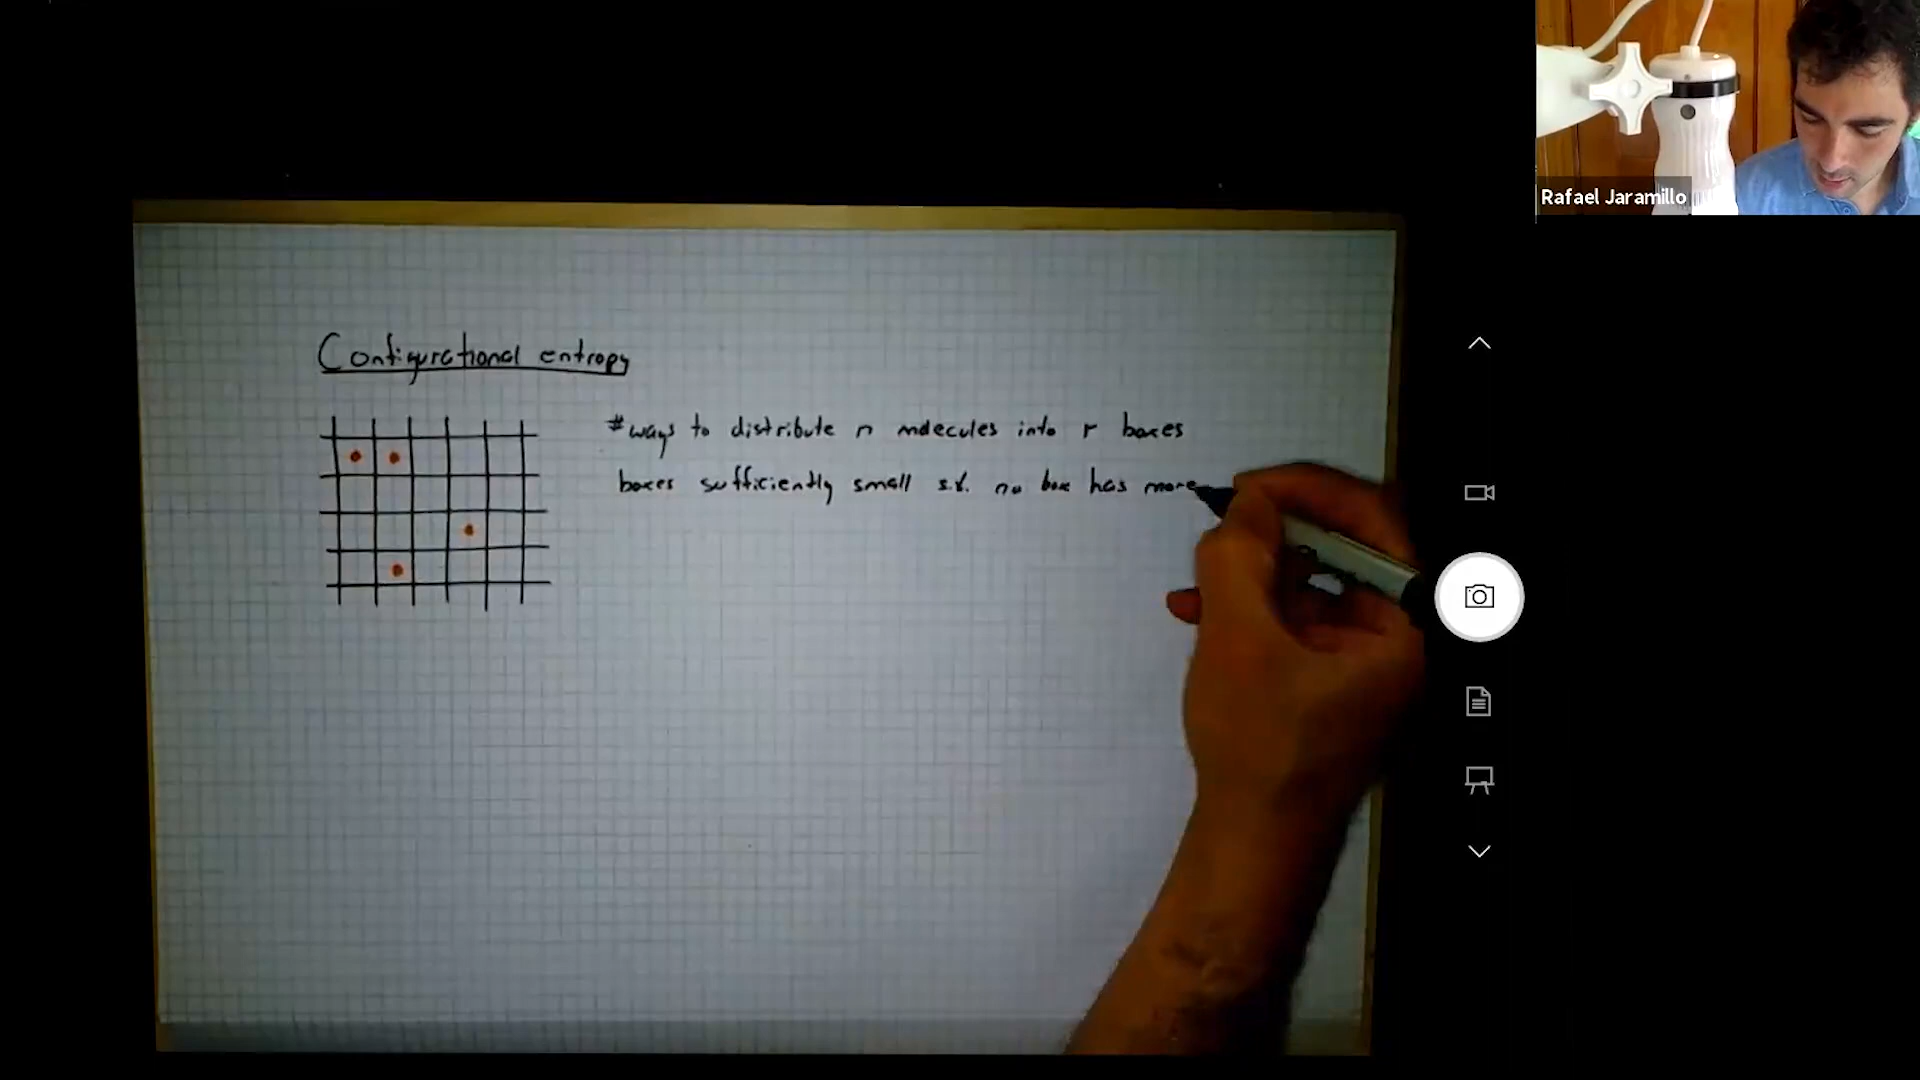 Rafael Jaramillo
Configurational entropy
# ways to distribute n molecules into r boxes
boxes sufficiently small s.t. no box has more